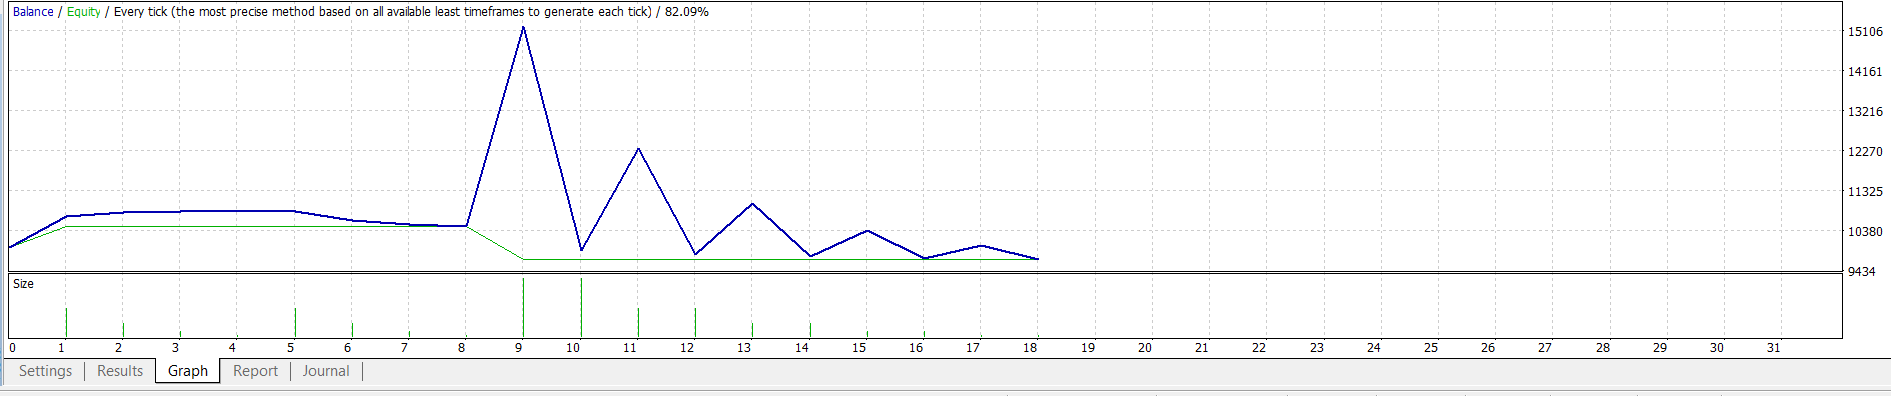 Balance / Equity / Every tick (the most precise method based on all available least timeframes to generate each tick) / 82.09%
15106
14161
13216
12270
11325
10380
9434
Size
0 1 2 3 4 5 6 7 8 9 10 11 12 13 14 15 16 17 18 19 20 21 22 23 24 25 26 27 28 29 30 31
Settings Results Graph Report Journal